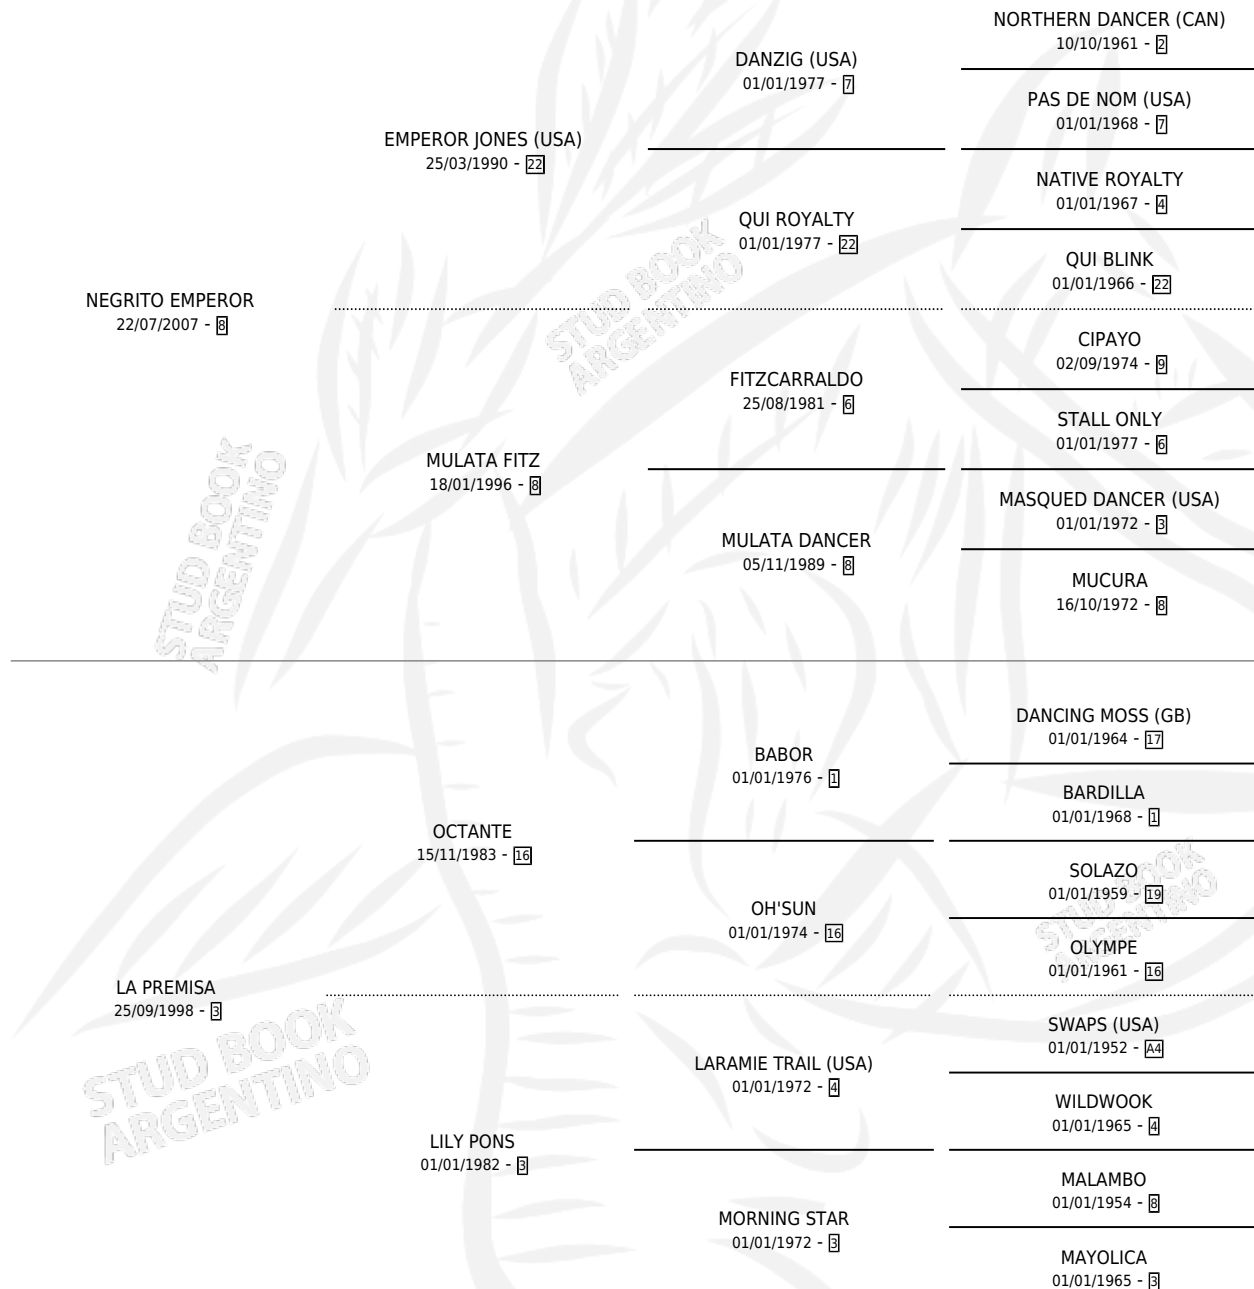 NORTHERN DANCER (CAN)
10/10/1961 - 2
DANZIG (USA)
01/01/1977 - 7
PAS DE NOM (USA)
01/01/1968 - 7
EMPEROR JONES (USA)
25/03/1990 - 22
NATIVE ROYALTY
01/01/1967 - 4
QUI ROYALTY
01/01/1977 - 22
QUI BLINK
01/01/1966 - 22
NEGRITO EMPEROR
22/07/2007 - 8
CIPAYO
02/09/1974 - 9
FITZCARRALDO
25/08/1981 - 6
STALL ONLY
01/01/1977 - 6
MULATA FITZ
18/01/1996 - 8
MASQUED DANCER (USA)
01/01/1972 - 3
MULATA DANCER
05/11/1989 - 8
MUCURA
16/10/1972 - 8
DANCING MOSS (GB)
01/01/1964 - 17
BABOR
01/01/1976 - 1
BARDILLA
01/01/1968 - 1
OCTANTE
15/11/1983 - 16
SOLAZO
01/01/1959 - 19
OH'SUN
01/01/1974 - 16
OLYMPE
01/01/1961 - 16
LA PREMISA
25/09/1998 - 3
SWAPS (USA)
01/01/1952 - A4
LARAMIE TRAIL (USA)
01/01/1972 - 4
WILDWOOK
01/01/1965 - 4
LILY PONS
01/01/1982 - 3
MALAMBO
01/01/1954 - 8
MORNING STAR
01/01/1972 - 3
MAYOLICA
01/01/1965 - 3
STUD BOOK
ARGENTINO
STUD BOOK
ARGENTINO
STUD BOOK
ARGENTINO
STUD BOOK
ARGENTINO